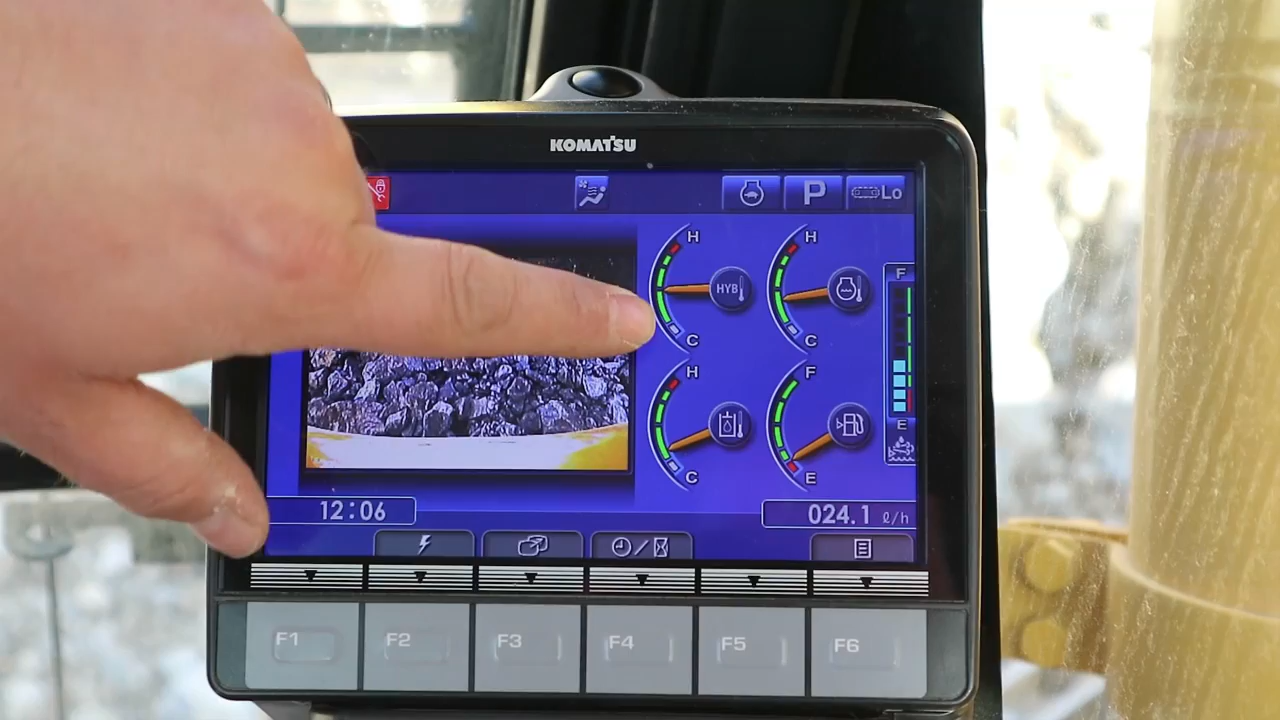 KOMATSU
P
Lo
H
H
F
HYB
C
C
H
F
E
C
E
12:06
024.1 ℓ/h
F1
F2
F3
F4
F5
F6